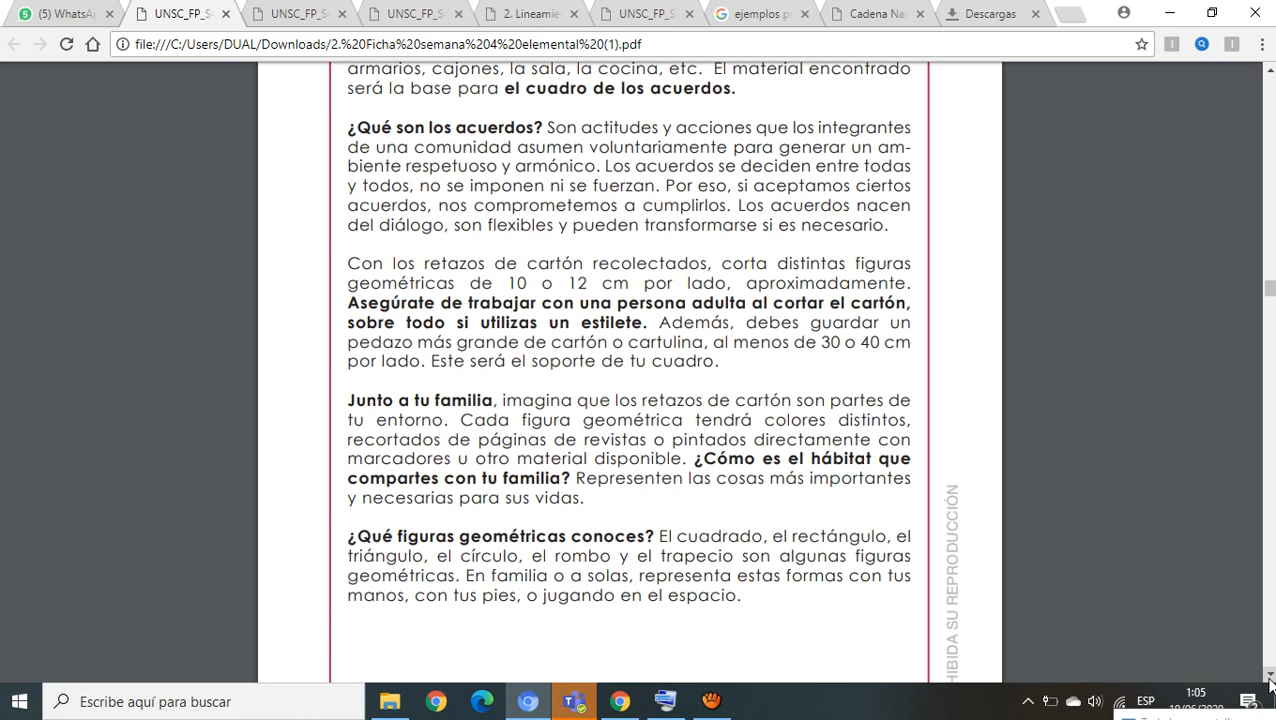 (5) WhatsA
UNSC_FP_S
UNSC_FP_S
UNSC_FP_S
2. Lineamie
UNSC_FP_S
ejemplos p
Cadena Na
Descargas
file:///C:/Users/DUAL/Downloads/2.%20Ficha%20semana%204%20elemental%20(1).pdf
armarios, cajones, la sala, la cocina, etc. El material encontrado
será la base para el cuadro de los acuerdos.
¿Qué son los acuerdos? Son actitudes y acciones que los integrantes
de una comunidad asumen voluntariamente para generar un am-
biente respetuoso y armónico. Los acuerdos se deciden entre todas
y todos, no se imponen ni se fuerzan. Por eso, si aceptamos ciertos
acuerdos, nos comprometemos a cumplirlos. Los acuerdos nacen
del diálogo, son flexibles y pueden transformarse si es necesario.
Con los retazos de cartón recolectados, corta distintas figuras
geométricas de 10 o 12 cm por lado, aproximadamente.
Asegúrate de trabajar con una persona adulta al cortar el cartón,
sobre todo si utilizas un estilete. Además, debes guardar un
pedazo más grande de cartón o cartulina, al menos de 30 o 40 cm
por lado. Este será el soporte de tu cuadro.
Junto a tu familia, imagina que los retazos de cartón son partes de
tu entorno. Cada figura geométrica tendrá colores distintos,
recortados de páginas de revistas o pintados directamente con
marcadores u otro material disponible. ¿Cómo es el hábitat que
compartes con tu familia? Representen las cosas más importantes
y necesarias para sus vidas.
¿Qué figuras geométricas conoces? El cuadrado, el rectángulo, el
triángulo, el círculo, el rombo y el trapecio son algunas figuras
geométricas. En familia o a solas, representa estas formas con tus
manos, con tus pies, o jugando en el espacio.
HIBIDA SU REPRODUCCIÓN
Escribe aquí para buscar
ESP
1:05
10/06/2020